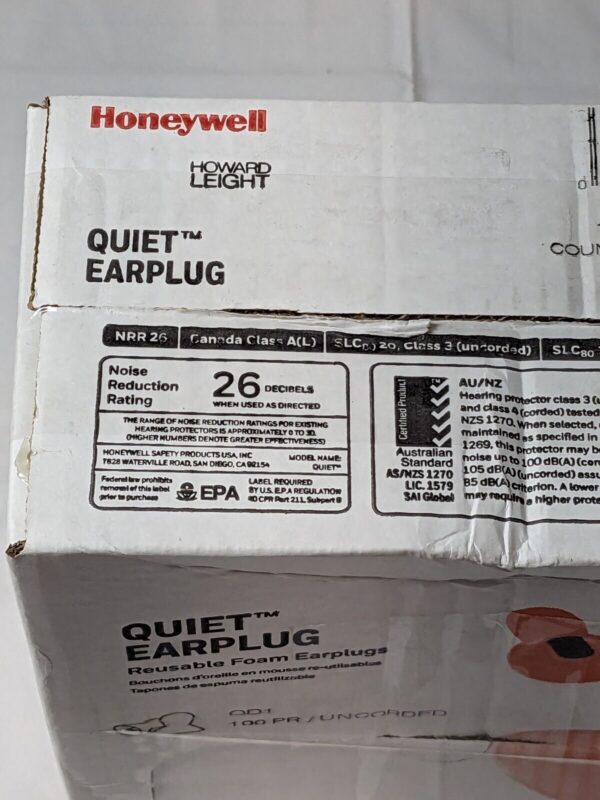 Honeywell
HOWARD
LEIGHT
QUIET™
EARPLUG
NRR 26
Canada Class A(L)
SLC80 20, Class 3 (uncorded)
SLC80
Noise
Reduction
Rating
26 DECIBELS
WHEN USED AS DIRECTED
THE RANGE OF NOISE REDUCTION RATINGS FOR EXISTING
HEARING PROTECTORS IS APPROXIMATELY 0 TO 30.
(HIGHER NUMBERS DENOTE GREATER EFFECTIVENESS)
HONEYWELL SAFETY PRODUCTS USA, INC
7828 WATERVILLE ROAD, SAN DIEGO, CA 92154
MODEL NAME:
QUIET™
Federal law prohibits
removal of this label
prior to purchase
EPA
LABEL REQUIRED
BY U.S. E.P.A REGULATION
40 CFR Part 211, Subpart B
Certified Product
Australian
Standard
AS/NZS 1270
LIC. 1579
SAI Global
AU/NZ
Hearing protector class 3
and class 4 (corded) tested
NZS 1270. When selected,
maintained as specified in
1269, this protector may be
noise up to 100 dB(A)
105 dB(A) (uncorded)
85 dB(A) criterion. A lower
may require a higher
QUIET™
EARPLUG
Reusable Foam Earplugs
Bouchons d'oreille en mousse ré-utilisables
Tapones de espuma reutilizable
QD1
100 PR / UNCORDED